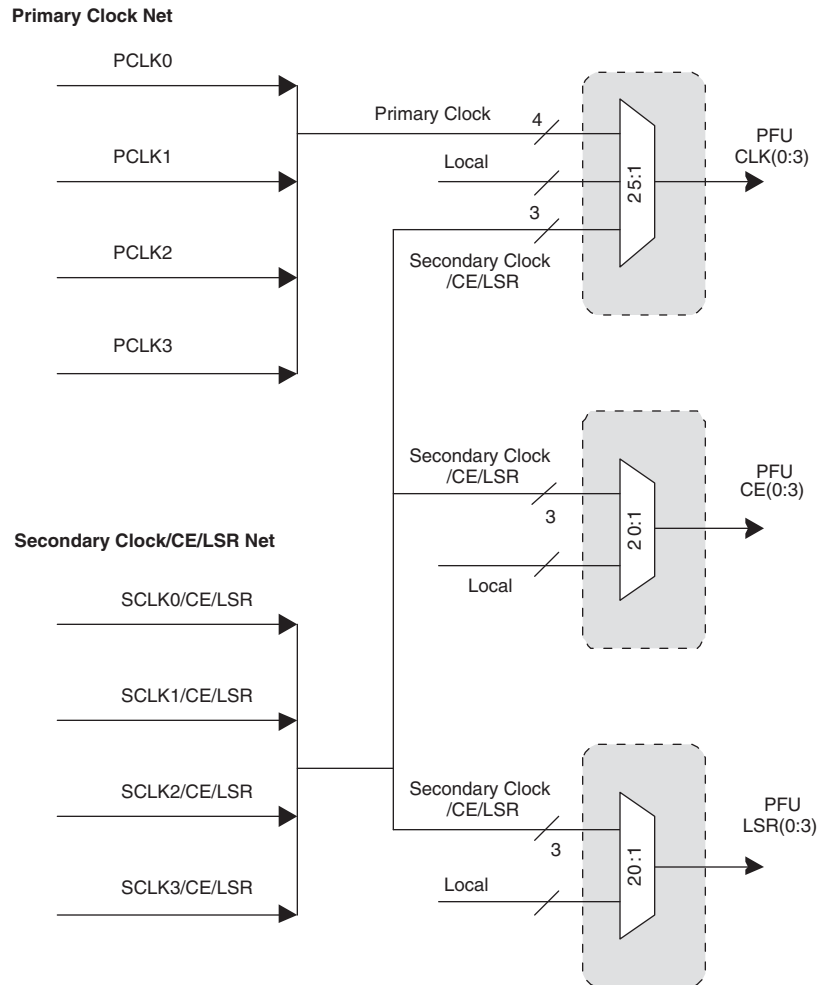 Primary Clock Net
PCLK0
PCLK1
PCLK2
PCLK3
Primary Clock
4
Local
3
Secondary Clock
/CE/LSR
25:1
PFU
CLK(0:3)
Secondary Clock
/CE/LSR
3
Local
20:1
PFU
CE(0:3)
Secondary Clock/CE/LSR Net
SCLK0/CE/LSR
SCLK1/CE/LSR
SCLK2/CE/LSR
SCLK3/CE/LSR
Secondary Clock
/CE/LSR
3
Local
20:1
PFU
LSR(0:3)